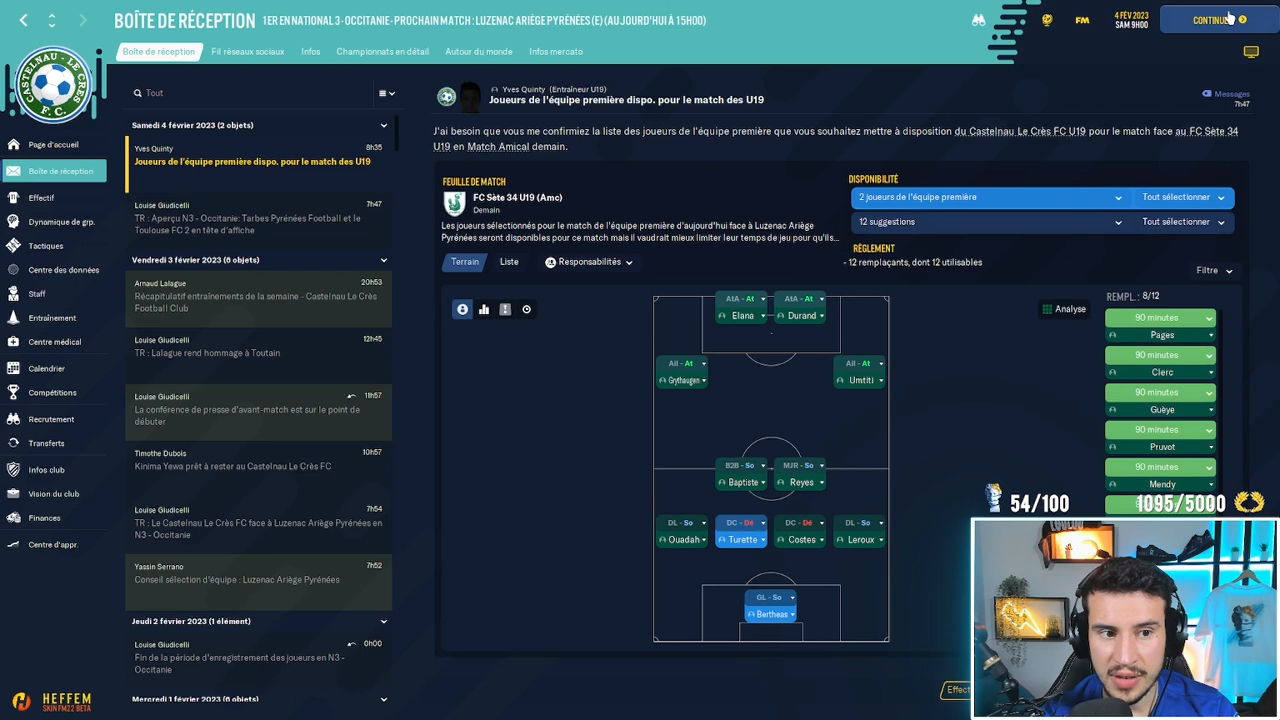 BOÎTE DE RÉCEPTION
1ER EN NATIONAL 3 - OCCITANIE - PROCHAIN MATCH : LUZENAC ARIÈGE PYRÉNÉES (E) (AUJOURD'HUI À 15H00)
FM
4 FÉV 2023
SAM 9H00
Boîte de réception
Fil réseaux sociaux
Infos
Championnats en détail
Autour du monde
Infos mercato
CASTELNAU - LE CRES
F. C.
Page d'accueil
Boîte de réception
Effectif
Dynamique de grp.
Tactiques
Centre des données
Staff
Entraînement
Centre médical
Calendrier
Compétitions
Recrutement
Transferts
Infos club
Vision du club
Finances
Centre d'appr.
HEFFEM
SKIN FM22 BETA
Tout
Samedi 4 février 2023 (2 objets)
Yves Quinty 8h35
Joueurs de l'équipe première dispo. pour le match des U19
Louise Giudicelli 7h47
TR : Aperçu N3 - Occitanie: Tarbes Pyrénées Football et le
Toulouse FC 2 en tête d'affiche
Vendredi 3 février 2023 (6 objets)
Arnaud Lalague 20h53
Récapitulatif entraînements de la semaine - Castelnau Le Crès
Football Club
Louise Giudicelli 12h45
TR : Lalague rend hommage à Toutain
Louise Giudicelli 11h57
La conférence de presse d'avant-match est sur le point de
débuter
Timothe Dubois 10h57
Kinima Yewa prêt à rester au Castelnau Le Crès FC
Louise Giudicelli 7h54
TR : Le Castelnau Le Crès FC face à Luzenac Ariège Pyrénées en
N3 - Occitanie
Yassin Serrano 7h52
Conseil sélection d'équipe : Luzenac Ariège Pyrénées
Jeudi 2 février 2023 (1 élément)
Louise Giudicelli 0h00
Fin de la période d'enregistrement des joueurs en N3 -
Occitanie
Mercredi 1 février 2023 (6 objets)
Yves Quinty (Entraîneur U19)
Joueurs de l'équipe première dispo. pour le match des U19
Messages
7h47
J'ai besoin que vous me confirmiez la liste des joueurs de l'équipe première que vous souhaitez mettre à disposition du Castelnau Le Crès FC U19 pour le match face au FC Sète 34
U19 en Match Amical demain.
FEUILLE DE MATCH
FC Sète 34 U19 (Amc)
Demain
Les joueurs sélectionnés pour le match de l'équipe première d'aujourd'hui face à Luzenac Ariège
Pyrénées seront disponibles pour ce match mais il vaudrait mieux limiter leur temps de jeu pour qu'ils...
DISPONIBILITÉ
2 joueurs de l'équipe première Tout sélectionner
12 suggestions Tout sélectionner
RÈGLEMENT
- 12 remplaçants, dont 12 utilisables
Terrain
Liste
Responsabilités
Filtre
Analyse
REMPL.: 8/12
AtA - At AtA - At
Elana Durand
Ail - At Ail - At
Grythaugen Umtiti
B2B - So MJR - So
Baptiste Reyes
DL - So DC - Dé DC - Dé DL - So
Ouadah Turette Costes Leroux
GL - So
Bertheas
90 minutes
Pages
90 minutes
Clerc
90 minutes
Guèye
90 minutes
Pruvot
90 minutes
Mendy
54/100
1095/5000